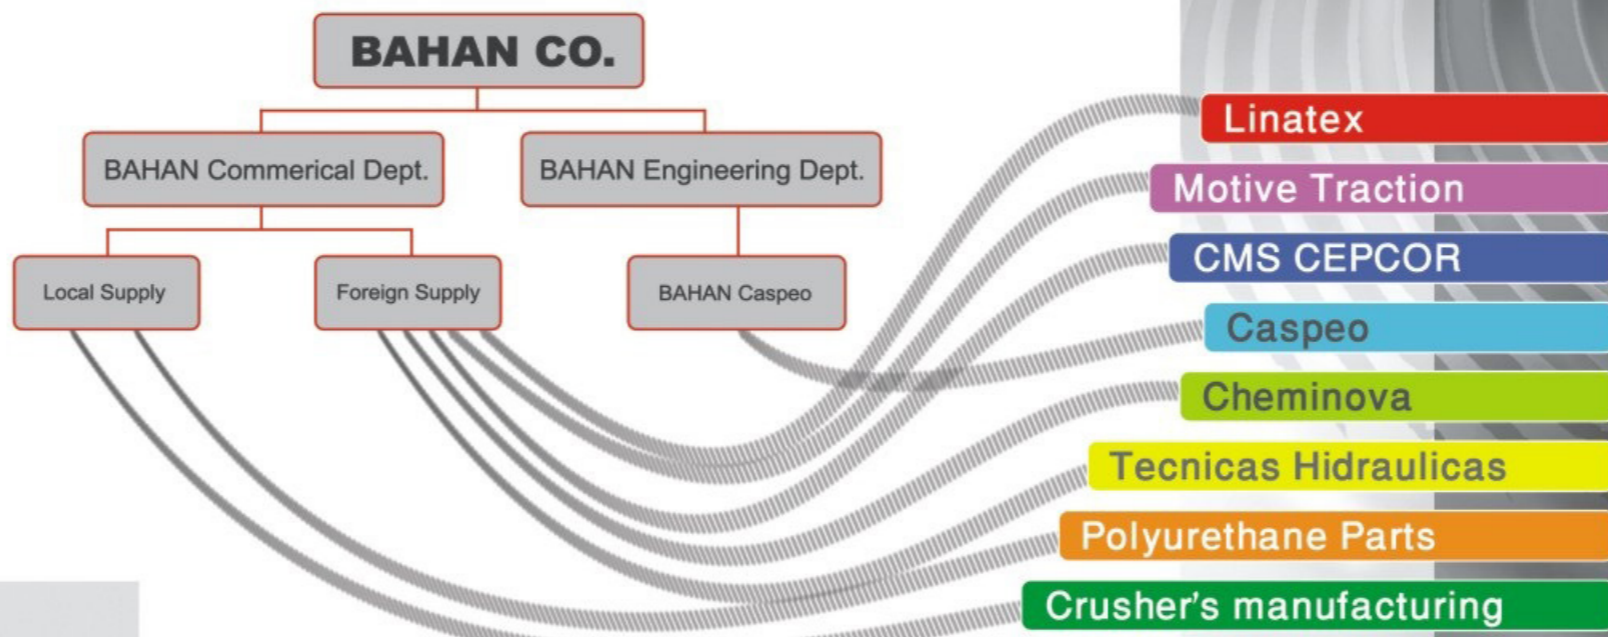 BAHAN CO.
BAHAN Commerical Dept.
BAHAN Engineering Dept.
Local Supply
Foreign Supply
BAHAN Caspeo
Linatex
Motive Traction
CMS CEPCOR
Caspeo
Cheminova
Tecnicas Hidraulicas
Polyurethane Parts
Crusher's manufacturing